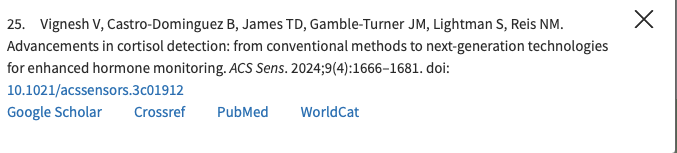 25. Vignesh V, Castro-Dominguez B, James TD, Gamble-Turner JM, Lightman S, Reis NM.
Advancements in cortisol detection: from conventional methods to next-generation technologies
for enhanced hormone monitoring. ACS Sens. 2024;9(4):1666–1681. doi:
10.1021/acssensors.3c01912
Google Scholar Crossref PubMed WorldCat